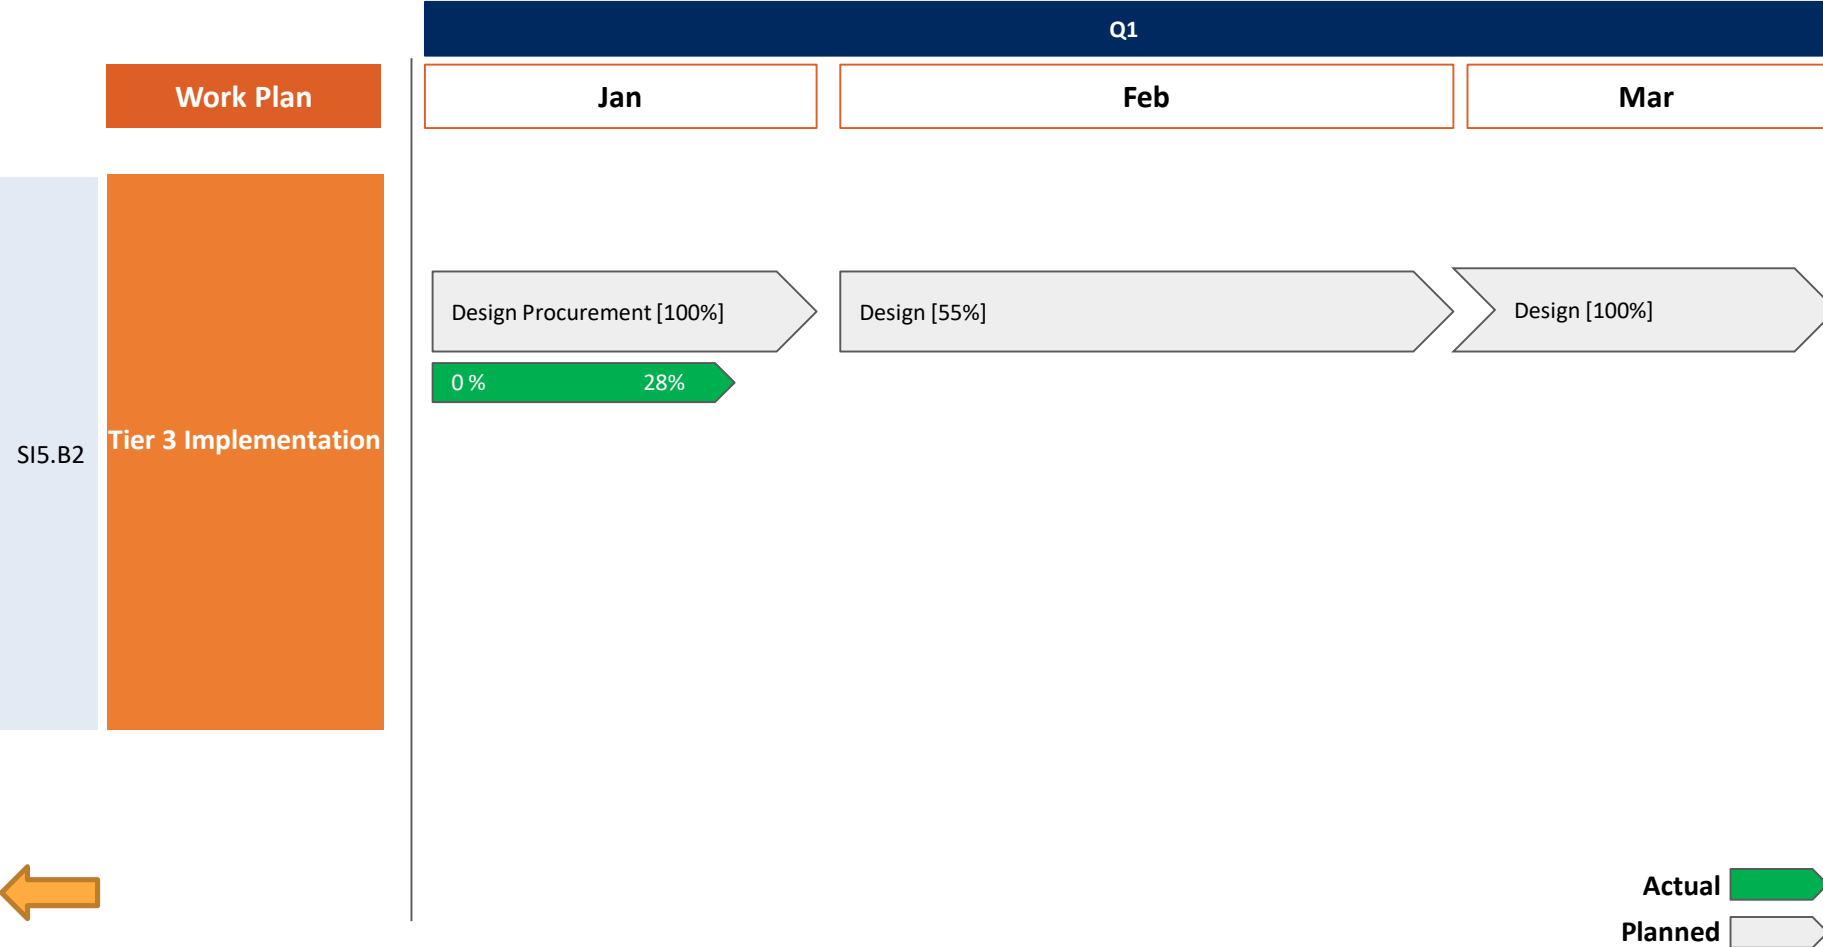 Q1
Work Plan
Jan
Feb
Mar
Design Procurement [100%]
Design [55%]
Design [100%]
0 %
28%
SI5.B2
Tier 3 Implementation
Actual
Planned